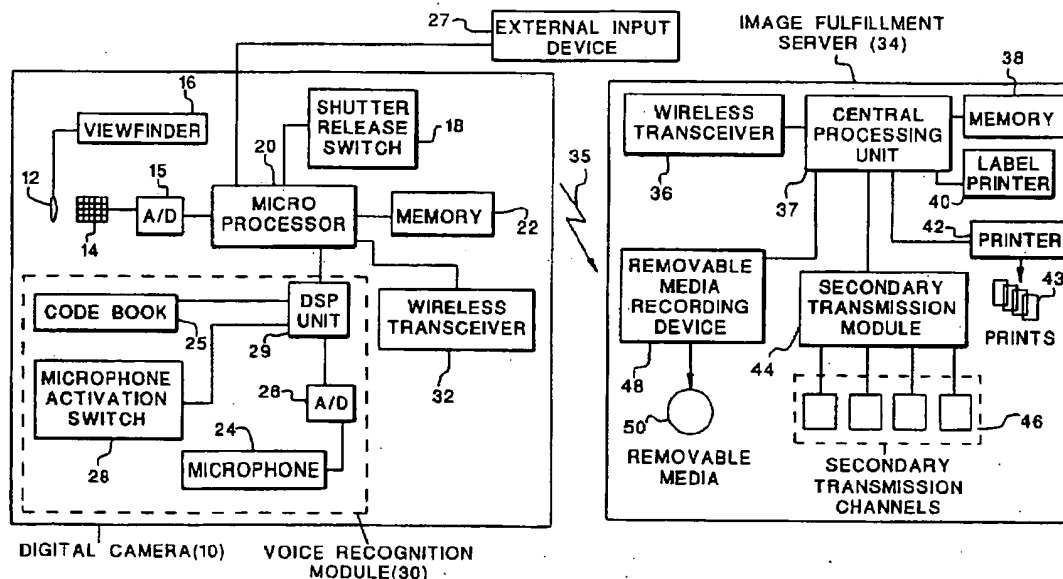 27
EXTERNAL INPUT
DEVICE
IMAGE FULFILLMENT
SERVER (34)
38
16
VIEWFINDER
SHUTTER
RELEASE
SWITCH
18
WIRELESS
TRANSCEIVER
36
CENTRAL
PROCESSING
UNIT
37
MEMORY
LABEL
PRINTER
40
12
14
15
A/D
20
MICRO
PROCESSOR
MEMORY
22
35
42
PRINTER
43
PRINTS
CODE BOOK
25
DSP
UNIT
29
WIRELESS
TRANSCEIVER
32
REMOVABLE
MEDIA
RECORDING
DEVICE
48
SECONDARY
TRANSMISSION
MODULE
44
MICROPHONE
ACTIVATION
SWITCH
28
28
A/D
24
MICROPHONE
50
REMOVABLE
MEDIA
46
SECONDARY
TRANSMISSION
CHANNELS
DIGITAL CAMERA(10)
VOICE RECOGNITION
MODULE(30)